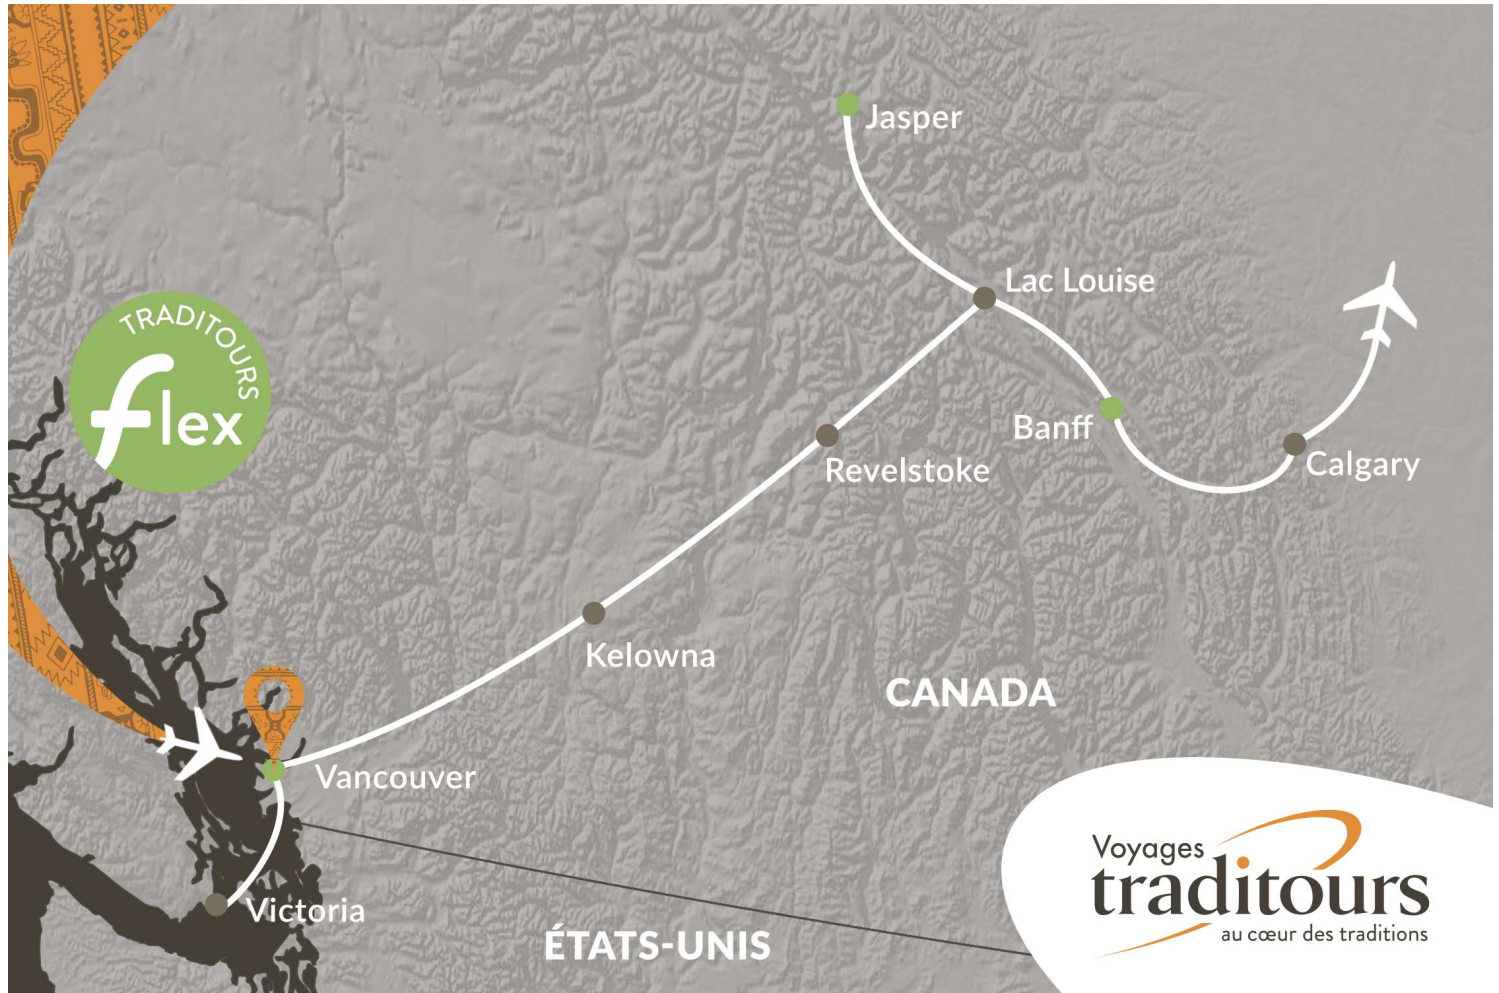 Jasper
Lac Louise
TRADITOURS
flex
Banff
Calgary
Revelstoke
Kelowna
CANADA
Vancouver
Victoria
ÉTATS-UNIS
Voyages
traditours
au cœur des traditions